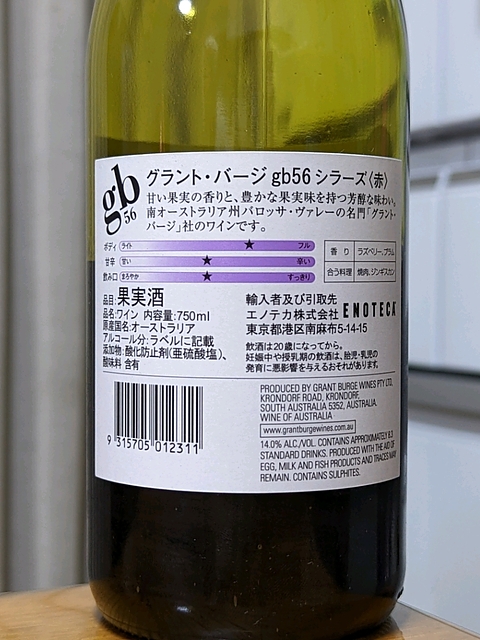 gb
56
グラント・バージ gb56 シラーズ〈赤〉
甘い果実の香りと、豊かな果実味を持つ芳醇な味わい。
南オーストラリア州バロッサ・ヴァレーの名門「グラント・
バージ」社のワインです。
ボディ ライト ★ フル
甘辛 甘い ★ 辛い
飲み口 まろやか ★ すっきり
香り ラズベリー、プラム
合う料理 焼肉、ジンギスカン
品目:果実酒
品名:ワイン 内容量:750ml
原産国名:オーストラリア
アルコール分:ラベルに記載
添加物:酸化防止剤(亜硫酸塩)、
酸味料 含有
輸入者及び引取先
エノテカ株式会社 ENOTECA
東京都港区南麻布5-14-15
飲酒は20歳になってから。
妊娠中や授乳期の飲酒は、胎児・乳児の
発育に悪影響を与えるおそれがあります。
9 315705 012311
PRODUCED BY GRANT BURGE WINES PTY LTD,
KRONDORF ROAD, KRONDORF,
SOUTH AUSTRALIA 5352, AUSTRALIA.
WINE OF AUSTRALIA
www.grantburgewines.com.au
14.0% ALC./VOL. CONTAINS APPROXIMATELY 8.3
STANDARD DRINKS. PRODUCED WITH THE AID OF
EGG, MILK AND FISH PRODUCTS AND TRACES MAY
REMAIN. CONTAINS SULPHITES.